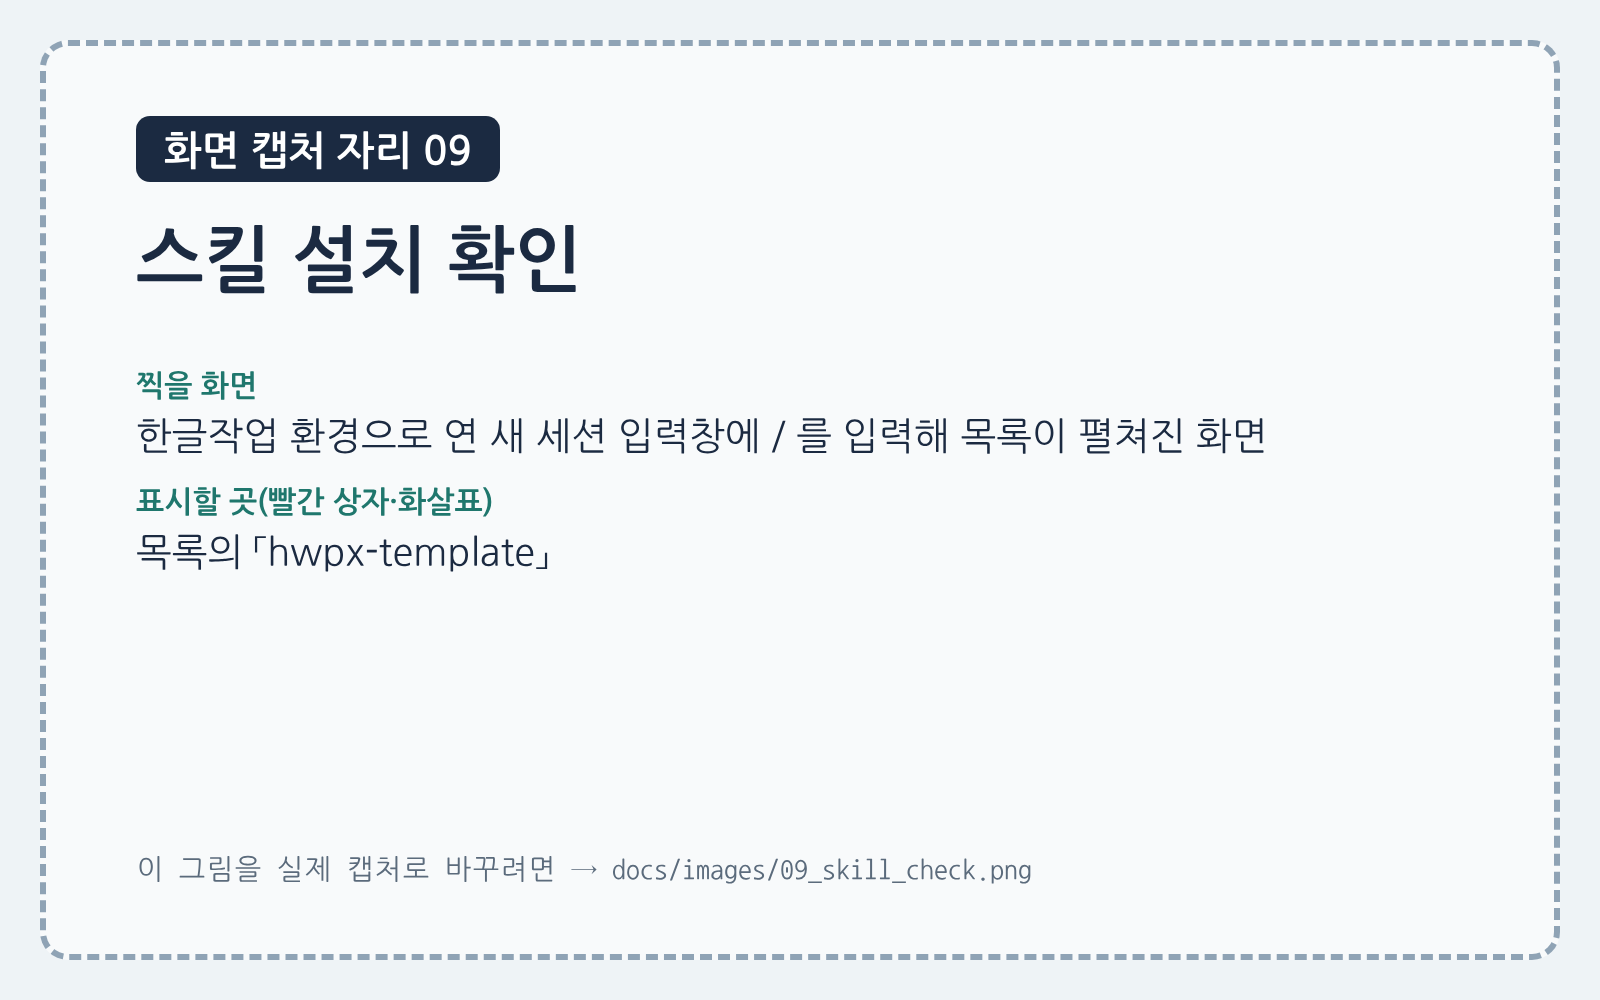 화면 캡처 자리 09
스킬 설치 확인
찍을 화면
한글작업 환경으로 연 새 세션 입력창에 / 를 입력해 목록이 펼쳐진 화면
표시할 곳(빨간 상자·화살표)
목록의 「hwpx-template」
이 그림을 실제 캡처로 바꾸려면 → docs/images/09_skill_check.png